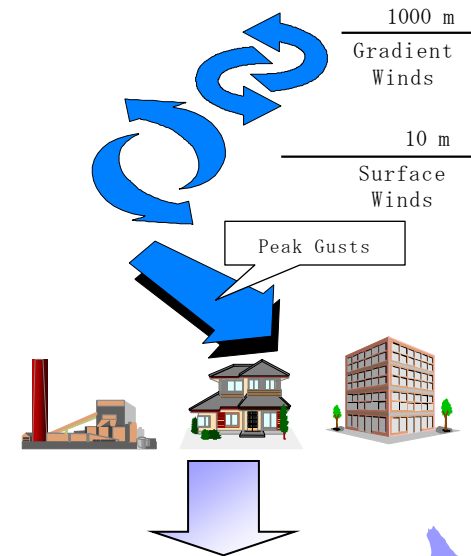 1000 m
Gradient
Winds
10 m
Surface
Winds
Peak Gusts